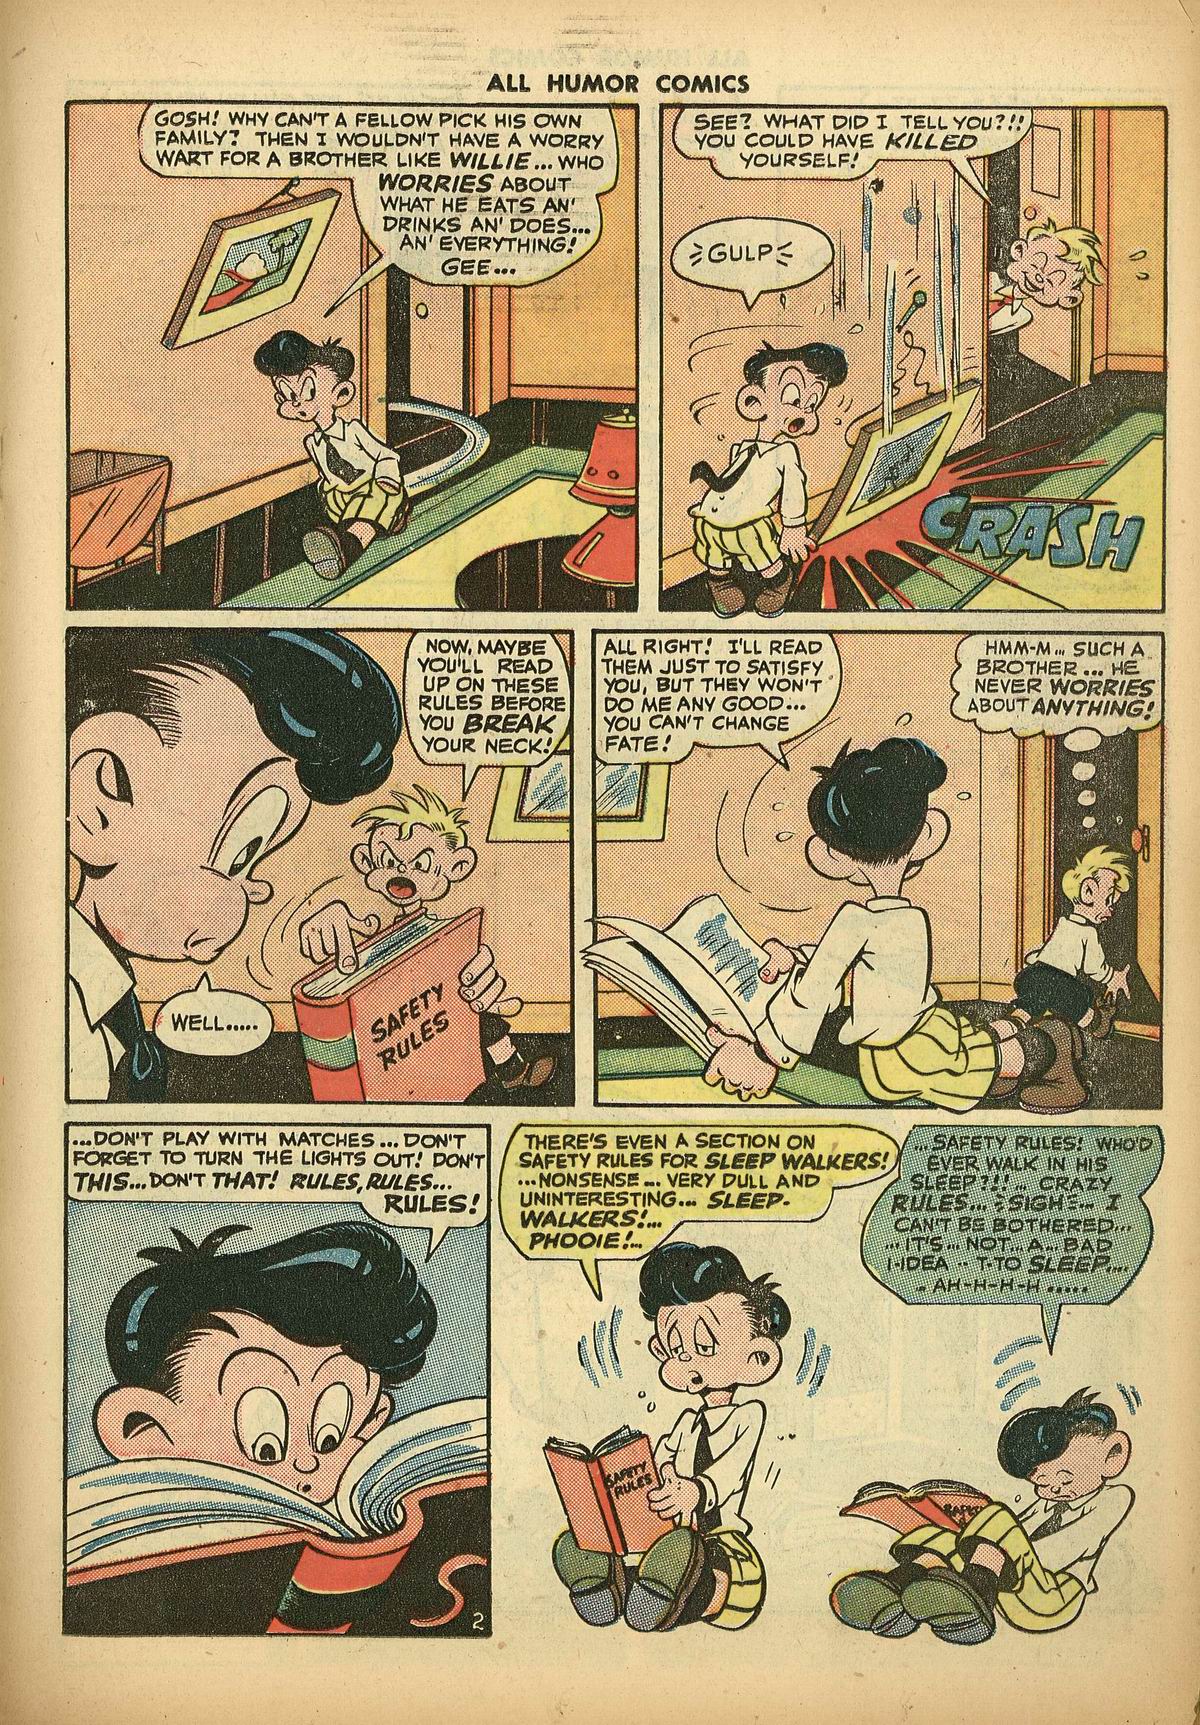 ALL HUMOR COMICS
GOSH! WHY CAN'T A FELLOW PICK HIS OWN
FAMILY? THEN I WOULDN'T HAVE A WORRY
WART FOR A BROTHER LIKE WILLIE... WHO
WORRIES ABOUT
WHAT HE EATS AN'
DRINKS AN' DOES...
AN' EVERYTHING!
GEE...
SEE? WHAT DID I TELL YOU?!!
YOU COULD HAVE KILLED
YOURSELF!
GULP
CRASH
NOW, MAYBE
YOU'LL READ
UP ON THESE
RULES BEFORE
YOU BREAK
YOUR NECK!
WELL.....
SAFETY
RULES
ALL RIGHT! I'LL READ
THEM JUST TO SATISFY
YOU, BUT THEY WON'T
DO ME ANY GOOD...
YOU CAN'T CHANGE
FATE!
HMM-M... SUCH A
BROTHER... HE
NEVER WORRIES
ABOUT ANYTHING!
...DON'T PLAY WITH MATCHES... DON'T
FORGET TO TURN THE LIGHTS OUT! DON'T
THIS... DON'T THAT! RULES, RULES...
RULES!
2
THERE'S EVEN A SECTION ON
SAFETY RULES FOR SLEEP WALKERS!
...NONSENSE... VERY DULL AND
UNINTERESTING... SLEEP-
WALKERS!...
PHOOIE!...
SAFETY
RULES
...SAFETY RULES! WHO'D
EVER WALK IN HIS
SLEEP?!!... CRAZY
RULES... SIGH... I
CAN'T BE BOTHERED...
...IT'S... NOT... A... BAD
I-IDEA -- T-TO SLEEP....
.. AH-H-H-H .....